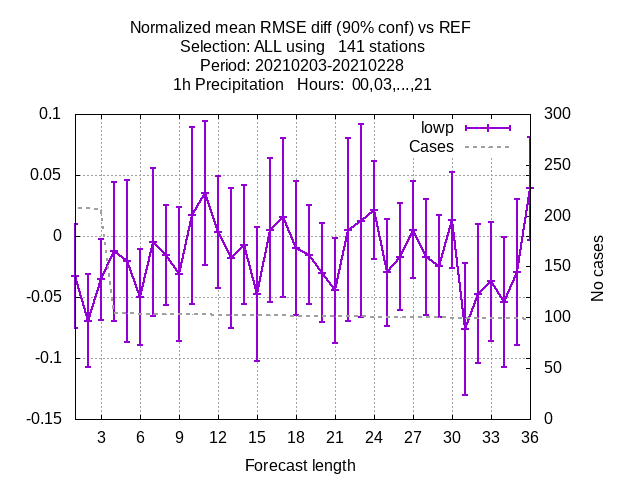 Normalized mean RMSE diff (90% conf) vs REF
Selection: ALL using   141 stations
Period: 20210203-20210228
1h Precipitation   Hours:  00,03,...,21
lowp
Cases
0.1
0.05
0
-0.05
-0.1
-0.15
300
250
200
150
100
50
0
No cases
3 6 9 12 15 18 21 24 27 30 33 36
Forecast length